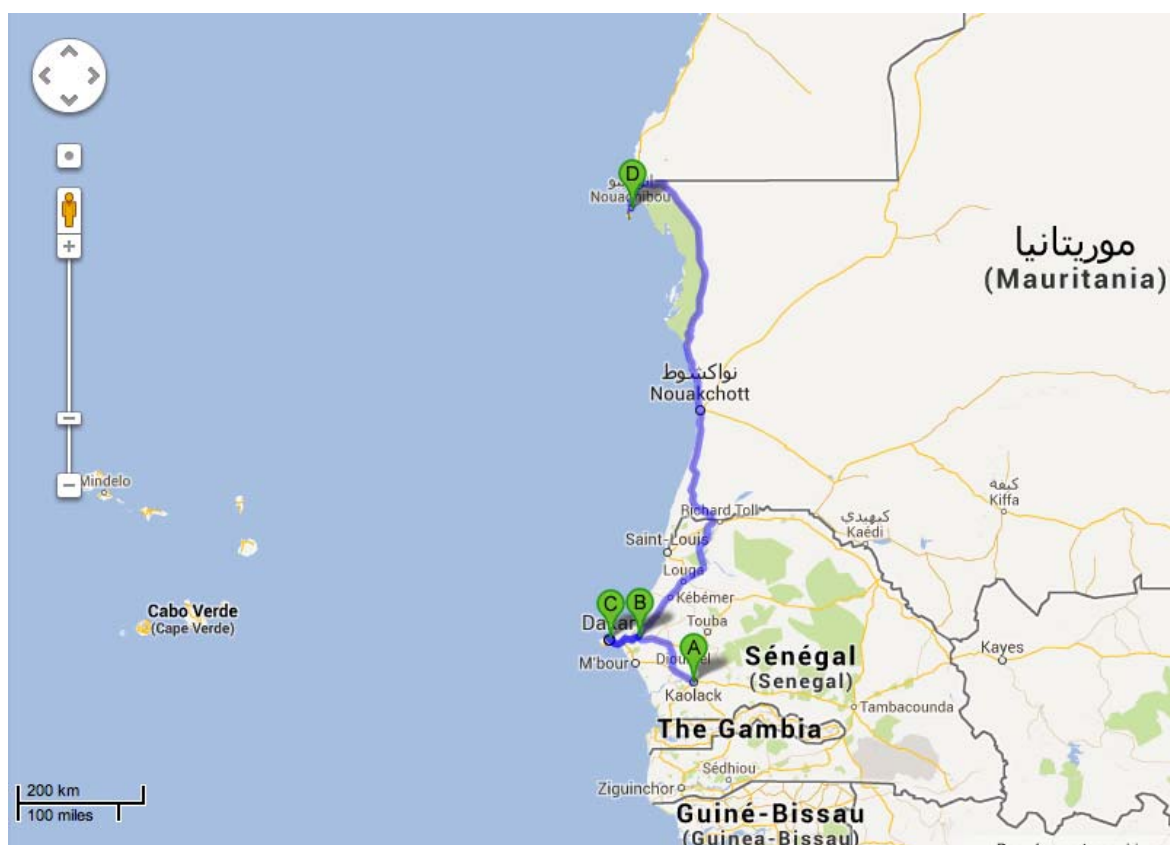 D
Nouadhibou
موريتانيا
(Mauritania)
نواكشوط
Nouakchott
Mindelo
كيفه
Kiffa
Richard Toll
كيهيدي
Kaédi
Saint-Louis
Louga
Kébémer
C
B
Cabo Verde
(Cape Verde)
Dakar
Touba
A
M'bour
Diourbel
Sénégal
(Senegal)
Kayes
Kaolack
Tambacounda
The Gambia
Sédhiou
Ziguinchor
200 km
100 miles
Guiné-Bissau
(Guinea-Bissau)